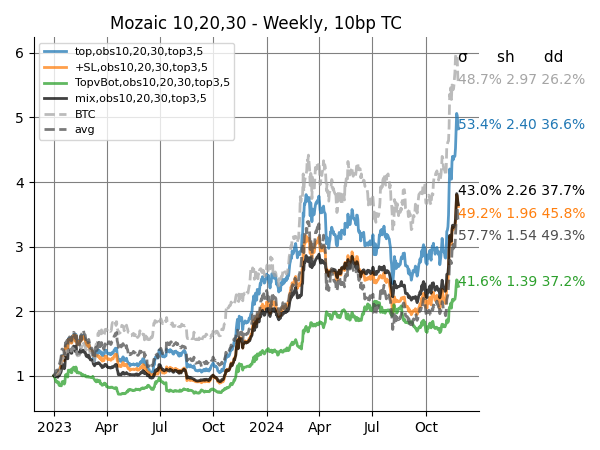 Mozaic 10,20,30 - Weekly, 10bp TC
top,obs10,20,30,top3,5
+SL,obs10,20,30,top3,5
TopvBot,obs10,20,30,top3,5
mix,obs10,20,30,top3,5
BTC
avg
σ sh dd
48.7% 2.97 26.2%
53.4% 2.40 36.6%
43.0% 2.26 37.7%
49.2% 1.96 45.8%
57.7% 1.54 49.3%
41.6% 1.39 37.2%
6
5
4
3
2
1
2023 Apr Jul Oct 2024 Apr Jul Oct